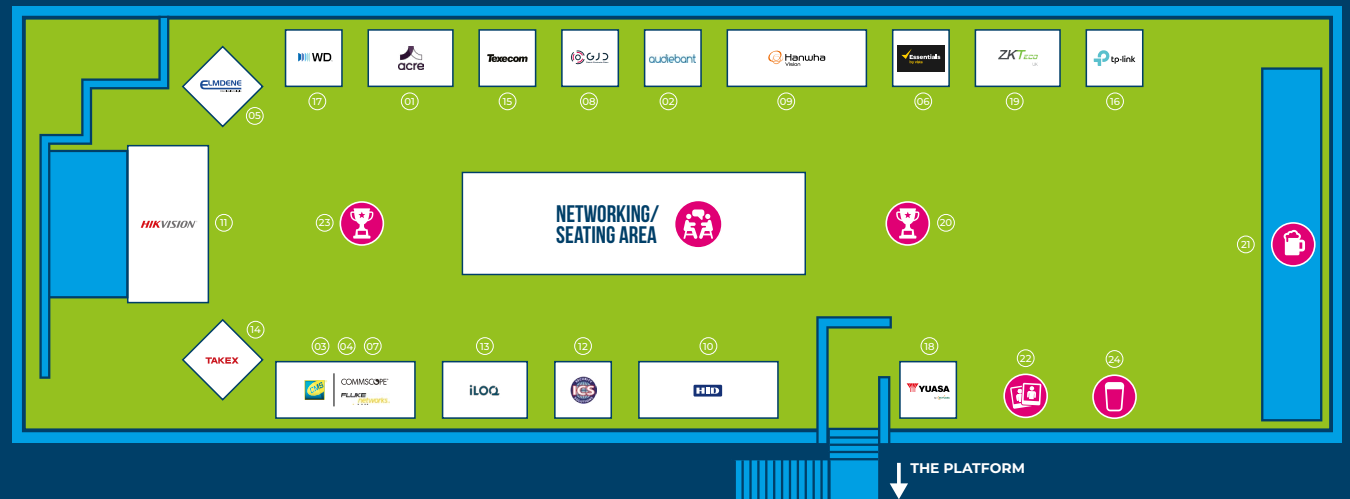 WD
acre
Texecom
GJD
audiebant
Hanwha
Vision
Essentials
ZKTeco
UK
tp-link
17
01
15
08
02
09
06
19
16
ELMDENE
05
HIKVISION
11
23
NETWORKING/
SEATING AREA
20
21
TAKEX
14
03
04
07
13
12
10
18
22
24
CMS
COMMSCOPE
FLUKE
networks.
iLOQ
ICS
HID
YUASA
THE PLATFORM